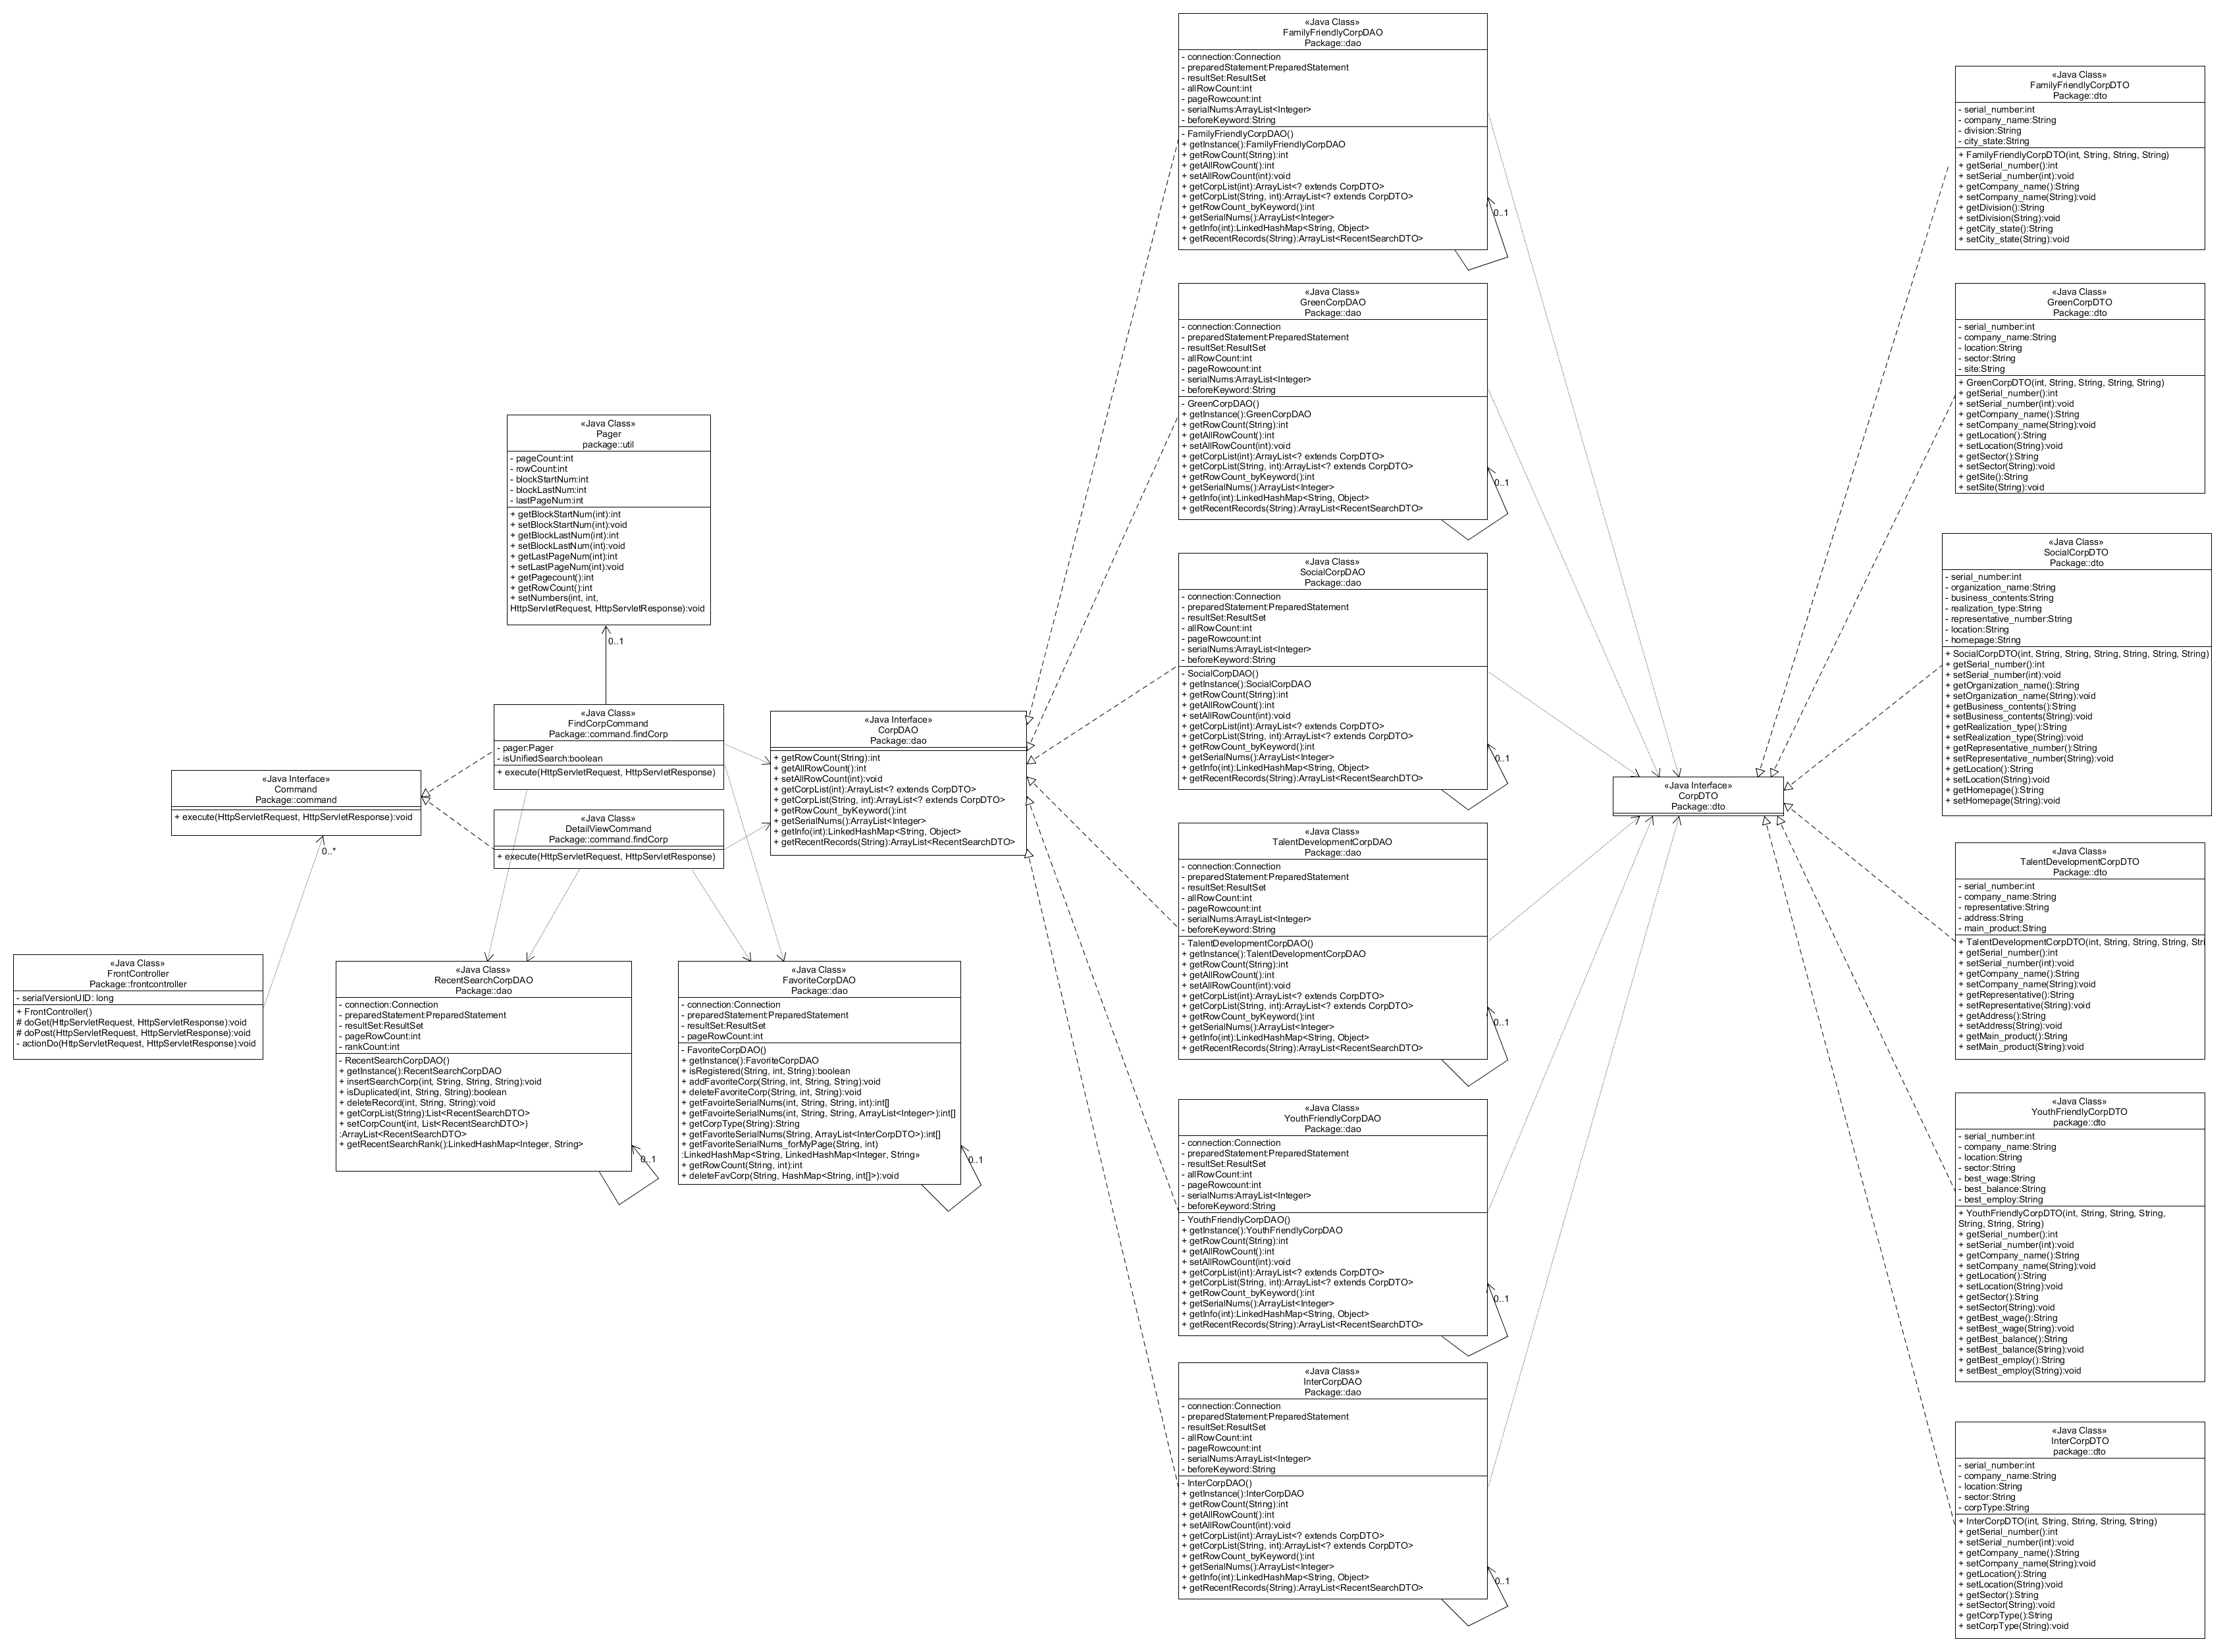 «Java Class»
FamilyFriendlyCorpDAO
Package::dao
- connection:Connection
- preparedStatement:PreparedStatement
- resultSet:ResultSet
- allRowCount:int
- pageRowcount:int
- serialNums:ArrayList<Integer>
- beforeKeyword:String
- FamilyFriendlyCorpDAO()
+ getInstance():FamilyFriendlyCorpDAO
+ getRowCount(String):int
+ getAllRowCount():int
+ setAllRowCount(int):void
+ getCorpList(int):ArrayList<? extends CorpDTO>
+ getCorpList(String, int):ArrayList<? extends CorpDTO>
+ getRowCount_byKeyword():int
+ getSerialNums():ArrayList<Integer>
+ getInfo(int):LinkedHashMap<String, Object>
+ getRecentRecords(String):ArrayList<RecentSearchDTO>
0..1
«Java Class»
FamilyFriendlyCorpDTO
Package::dto
- serial_number:int
- company_name:String
- division:String
- city_state:String
+ FamilyFriendlyCorpDTO(int, String, String, String)
+ getSerial_number():int
+ setSerial_number(int):void
+ getCompany_name():String
+ setCompany_name(String):void
+ getDivision():String
+ setDivision(String):void
+ getCity_state():String
+ setCity_state(String):void
«Java Class»
GreenCorpDAO
Package::dao
- connection:Connection
- preparedStatement:PreparedStatement
- resultSet:ResultSet
- allRowCount:int
- pageRowcount:int
- serialNums:ArrayList<Integer>
- beforeKeyword:String
- GreenCorpDAO()
+ getInstance():GreenCorpDAO
+ getRowCount(String):int
+ getAllRowCount():int
+ setAllRowCount(int):void
+ getCorpList(int):ArrayList<? extends CorpDTO>
+ getCorpList(String, int):ArrayList<? extends CorpDTO>
+ getRowCount_byKeyword():int
+ getSerialNums():ArrayList<Integer>
+ getInfo(int):LinkedHashMap<String, Object>
+ getRecentRecords(String):ArrayList<RecentSearchDTO>
0..1
«Java Class»
GreenCorpDTO
Package::dto
- serial_number:int
- company_name:String
- location:String
- sector:String
- site:String
+ GreenCorpDTO(int, String, String, String, String)
+ getSerial_number():int
+ setSerial_number(int):void
+ getCompany_name():String
+ setCompany_name(String):void
+ getLocation():String
+ setLocation(String):void
+ getSector():String
+ setSector(String):void
+ getSite():String
+ setSite(String):void
«Java Class»
Pager
package::util
- pageCount:int
- rowCount:int
- blockStartNum:int
- blockLastNum:int
- lastPageNum:int
+ getBlockStartNum(int):int
+ setBlockStartNum(int):void
+ getBlockLastNum(int):int
+ setBlockLastNum(int):void
+ getLastPageNum(int):int
+ setLastPageNum(int):void
+ getPagecount():int
+ getRowCount():int
+ setNumbers(int, int,
HttpServletRequest, HttpServletResponse):void
0..1
«Java Class»
SocialCorpDAO
Package::dao
- connection:Connection
- preparedStatement:PreparedStatement
- resultSet:ResultSet
- allRowCount:int
- pageRowcount:int
- serialNums:ArrayList<Integer>
- beforeKeyword:String
- SocialCorpDAO()
+ getInstance():SocialCorpDAO
+ getRowCount(String):int
+ getAllRowCount():int
+ setAllRowCount(int):void
+ getCorpList(int):ArrayList<? extends CorpDTO>
+ getCorpList(String, int):ArrayList<? extends CorpDTO>
+ getRowCount_byKeyword():int
+ getSerialNums():ArrayList<Integer>
+ getInfo(int):LinkedHashMap<String, Object>
+ getRecentRecords(String):ArrayList<RecentSearchDTO>
0..1
«Java Class»
SocialCorpDTO
Package::dto
- serial_number:int
- organization_name:String
- business_contents:String
- realization_type:String
- representative_number:String
- location:String
- homepage:String
+ SocialCorpDTO(int, String, String, String, String, String, String)
+ getSerial_number():int
+ setSerial_number(int):void
+ getOrganization_name():String
+ setOrganization_name(String):void
+ getBusiness_contents():String
+ setBusiness_contents(String):void
+ getRealization_type():String
+ setRealization_type(String):void
+ getRepresentative_number():String
+ setRepresentative_number(String):void
+ getLocation():String
+ setLocation(String):void
+ getHomepage():String
+ setHomepage(String):void
«Java Class»
FindCorpCommand
Package::command.findCorp
- pager:Pager
- isUnifiedSearch:boolean
+ execute(HttpServletRequest, HttpServletResponse)
«Java Interface»
CorpDAO
Package::dao
+ getRowCount(String):int
+ getAllRowCount():int
+ setAllRowCount(int):void
+ getCorpList(int):ArrayList<? extends CorpDTO>
+ getCorpList(String, int):ArrayList<? extends CorpDTO>
+ getRowCount_byKeyword():int
+ getSerialNums():ArrayList<Integer>
+ getInfo(int):LinkedHashMap<String, Object>
+ getRecentRecords(String):ArrayList<RecentSearchDTO>
«Java Interface»
Command
Package::command
+ execute(HttpServletRequest, HttpServletResponse):void
0..*
«Java Class»
DetailViewCommand
Package::command.findCorp
+ execute(HttpServletRequest, HttpServletResponse)
«Java Interface»
CorpDTO
Package::dto
«Java Class»
TalentDevelopmentCorpDAO
Package::dao
- connection:Connection
- preparedStatement:PreparedStatement
- resultSet:ResultSet
- allRowCount:int
- pageRowcount:int
- serialNums:ArrayList<Integer>
- beforeKeyword:String
- TalentDevelopmentCorpDAO()
+ getInstance():TalentDevelopmentCorpDAO
+ getRowCount(String):int
+ getAllRowCount():int
+ setAllRowCount(int):void
+ getCorpList(int):ArrayList<? extends CorpDTO>
+ getCorpList(String, int):ArrayList<? extends CorpDTO>
+ getRowCount_byKeyword():int
+ getSerialNums():ArrayList<Integer>
+ getInfo(int):LinkedHashMap<String, Object>
+ getRecentRecords(String):ArrayList<RecentSearchDTO>
0..1
«Java Class»
TalentDevelopmentCorpDTO
Package::dto
- serial_number:int
- company_name:String
- representative:String
- address:String
- main_product:String
+ TalentDevelopmentCorpDTO(int, String, String, String, Stri
+ getSerial_number():int
+ setSerial_number(int):void
+ getCompany_name():String
+ setCompany_name(String):void
+ getRepresentative():String
+ setRepresentative(String):void
+ getAddress():String
+ setAddress(String):void
+ getMain_product():String
+ setMain_product(String):void
«Java Class»
FrontController
Package::frontcontroller
- serialVersionUID: long
+ FrontController()
# doGet(HttpServletRequest, HttpServletResponse):void
# doPost(HttpServletRequest, HttpServletResponse):void
- actionDo(HttpServletRequest, HttpServletResponse):void
«Java Class»
RecentSearchCorpDAO
Package::dao
- connection:Connection
- preparedStatement:PreparedStatement
- resultSet:ResultSet
- pageRowCount:int
- rankCount:int
- RecentSearchCorpDAO()
+ getInstance():RecentSearchCorpDAO
+ insertSearchCorp(int, String, String, String):void
+ isDuplicated(int, String, String):boolean
+ deleteRecord(int, String, String):void
+ getCorpList(String):List<RecentSearchDTO>
+ setCorpCount(int, List<RecentSearchDTO>)
:ArrayList<RecentSearchDTO>
+ getRecentSearchRank():LinkedHashMap<Integer, String>
0..1
«Java Class»
FavoriteCorpDAO
Package::dao
- connection:Connection
- preparedStatement:PreparedStatement
- resultSet:ResultSet
- pageRowCount:int
- FavoriteCorpDAO()
+ getInstance():FavoriteCorpDAO
+ isRegistered(String, int, String):boolean
+ addFavoriteCorp(String, int, String, String):void
+ deleteFavoriteCorp(String, int, String):void
+ getFavoirteSerialNums(int, String, String, int):int[]
+ getFavoirteSerialNums(int, String, String, ArrayList<Integer>):int[]
+ getCorpType(String):String
+ getFavoriteSerialNums(String, ArrayList<InterCorpDTO>):int[]
+ getFavoriteSerialNums_forMyPage(String, int)
:LinkedHashMap<String, LinkedHashMap<Integer, String»
+ getRowCount(String, int):int
+ deleteFavCorp(String, HashMap<String, int[]>):void
0..1
«Java Class»
YouthFriendlyCorpDAO
Package::dao
- connection:Connection
- preparedStatement:PreparedStatement
- resultSet:ResultSet
- allRowCount:int
- pageRowcount:int
- serialNums:ArrayList<Integer>
- beforeKeyword:String
- YouthFriendlyCorpDAO()
+ getInstance():YouthFriendlyCorpDAO
+ getRowCount(String):int
+ getAllRowCount():int
+ setAllRowCount(int):void
+ getCorpList(int):ArrayList<? extends CorpDTO>
+ getCorpList(String, int):ArrayList<? extends CorpDTO>
+ getRowCount_byKeyword():int
+ getSerialNums():ArrayList<Integer>
+ getInfo(int):LinkedHashMap<String, Object>
+ getRecentRecords(String):ArrayList<RecentSearchDTO>
0..1
«Java Class»
YouthFriendlyCorpDTO
package::dto
- serial_number:int
- company_name:String
- location:String
- sector:String
- best_wage:String
- best_balance:String
- best_employ:String
+ YouthFriendlyCorpDTO(int, String, String, String,
String, String, String)
+ getSerial_number():int
+ setSerial_number(int):void
+ getCompany_name():String
+ setCompany_name(String):void
+ getLocation():String
+ setLocation(String):void
+ getSector():String
+ setSector(String):void
+ getBest_wage():String
+ setBest_wage(String):void
+ getBest_balance():String
+ setBest_balance(String):void
+ getBest_employ():String
+ setBest_employ(String):void
«Java Class»
InterCorpDAO
Package::dao
- connection:Connection
- preparedStatement:PreparedStatement
- resultSet:ResultSet
- allRowCount:int
- pageRowcount:int
- serialNums:ArrayList<Integer>
- beforeKeyword:String
- InterCorpDAO()
+ getInstance():InterCorpDAO
+ getRowCount(String):int
+ getAllRowCount():int
+ setAllRowCount(int):void
+ getCorpList(int):ArrayList<? extends CorpDTO>
+ getCorpList(String, int):ArrayList<? extends CorpDTO>
+ getRowCount_byKeyword():int
+ getSerialNums():ArrayList<Integer>
+ getInfo(int):LinkedHashMap<String, Object>
+ getRecentRecords(String):ArrayList<RecentSearchDTO>
0..1
«Java Class»
InterCorpDTO
package::dto
- serial_number:int
- company_name:String
- location:String
- sector:String
- corpType:String
+ InterCorpDTO(int, String, String, String, String)
+ getSerial_number():int
+ setSerial_number(int):void
+ getCompany_name():String
+ setCompany_name(String):void
+ getLocation():String
+ setLocation(String):void
+ getSector():String
+ setSector(String):void
+ getCorpType():String
+ setCorpType(String):void